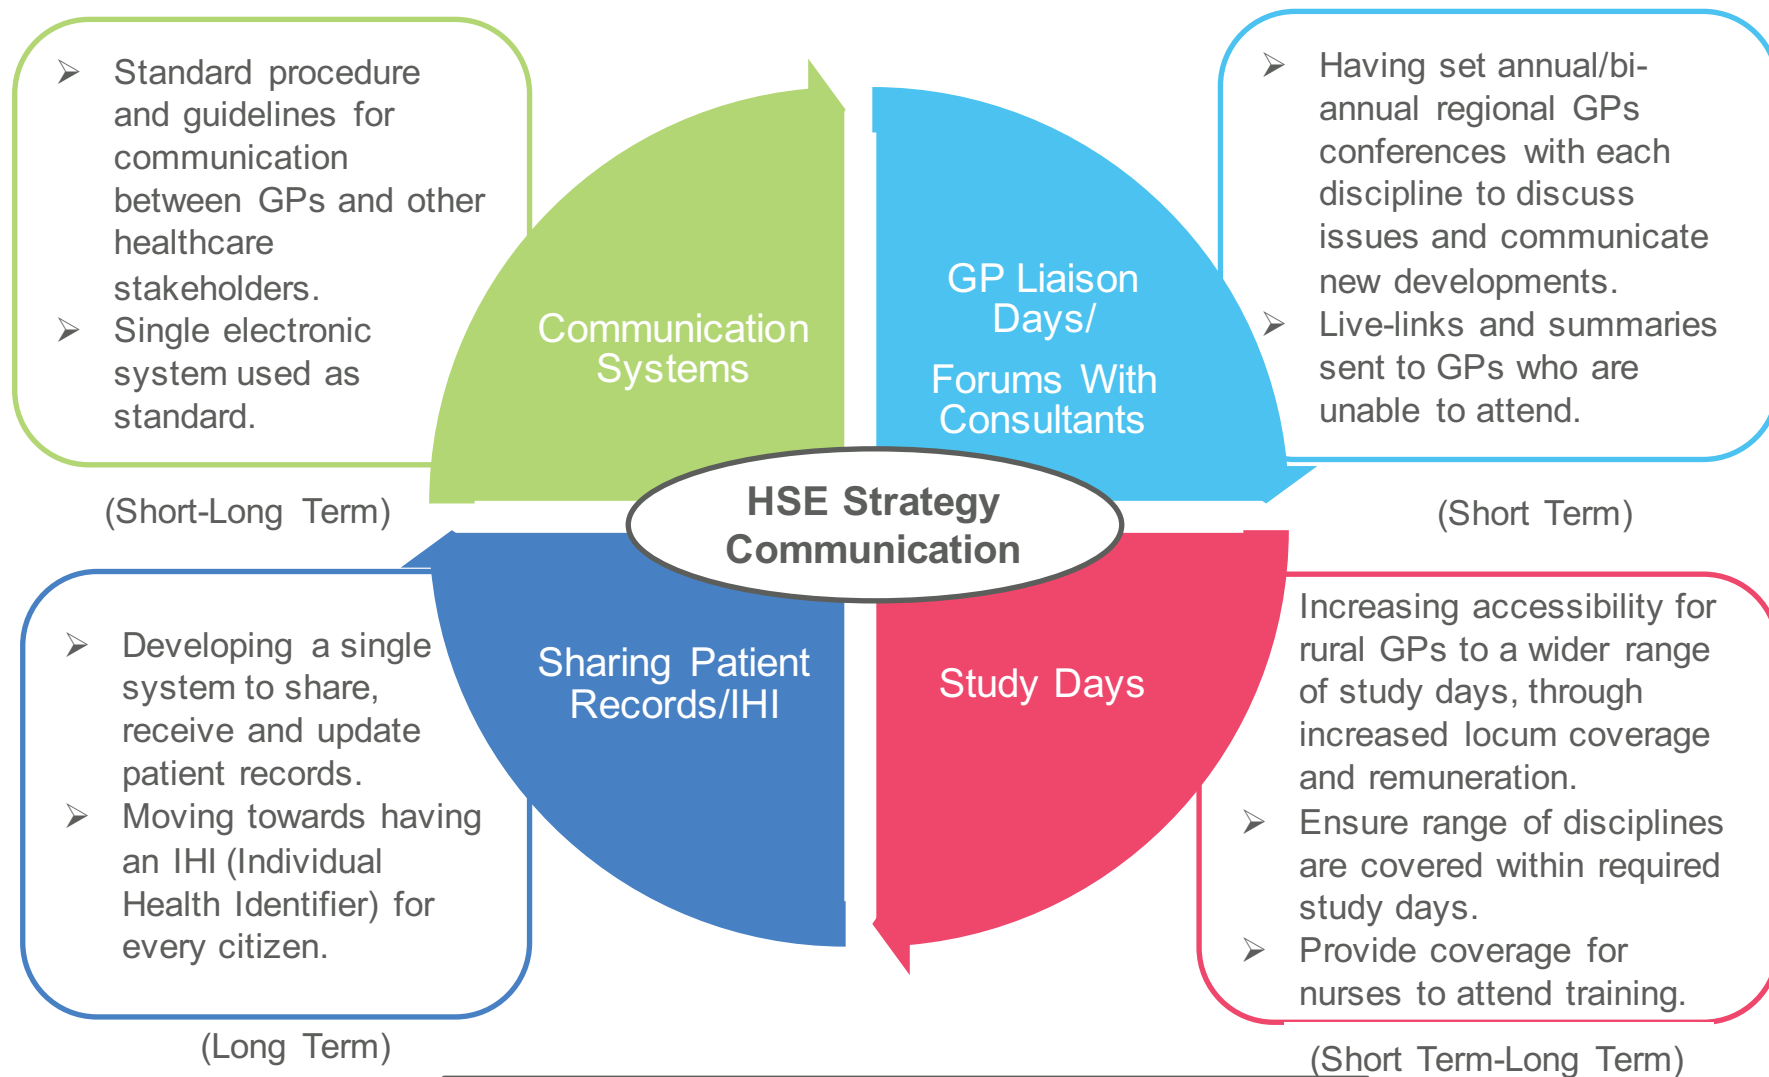 ➢ Standard procedure
and guidelines for
communication
between GPs and other
healthcare
stakeholders.
➢ Single electronic
system used as
standard.
(Short-Long Term)
Communication
Systems
GP Liaison
Days/
Forums With
Consultants
➢ Having set annual/bi-
annual regional GPs
conferences with each
discipline to discuss
issues and communicate
new developments.
➢ Live-links and summaries
sent to GPs who are
unable to attend.
(Short Term)
HSE Strategy
Communication
➢ Developing a single
system to share,
receive and update
patient records.
➢ Moving towards having
an IHI (Individual
Health Identifier) for
every citizen.
(Long Term)
Sharing Patient
Records/IHI
Study Days
Increasing accessibility for
rural GPs to a wider range
of study days, through
increased locum coverage
and remuneration.
➢ Ensure range of disciplines
are covered within required
study days.
➢ Provide coverage for
nurses to attend training.
(Short Term-Long Term)